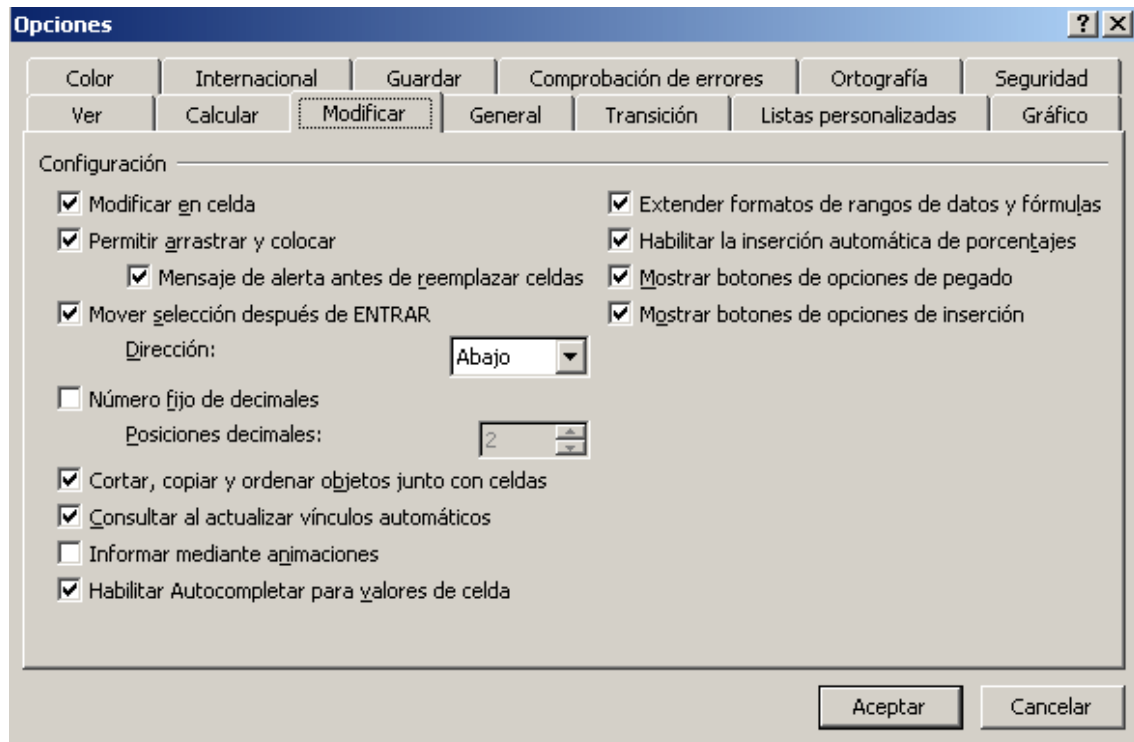 Opciones
Color Internacional Guardar Comprobación de errores Ortografía Seguridad
Ver Calcular Modificar General Transición Listas personalizadas Gráfico
Configuración
Modificar en celda
Permitir arrastrar y colocar
Mensaje de alerta antes de reemplazar celdas
Mover selección después de ENTRAR
Dirección: Abajo
Número fijo de decimales
Posiciones decimales: 2
Cortar, copiar y ordenar objetos junto con celdas
Consultar al actualizar vínculos automáticos
Informar mediante animaciones
Habilitar Autocompletar para valores de celda
Extender formatos de rangos de datos y fórmulas
Habilitar la inserción automática de porcentajes
Mostrar botones de opciones de pegado
Mostrar botones de opciones de inserción
Aceptar Cancelar